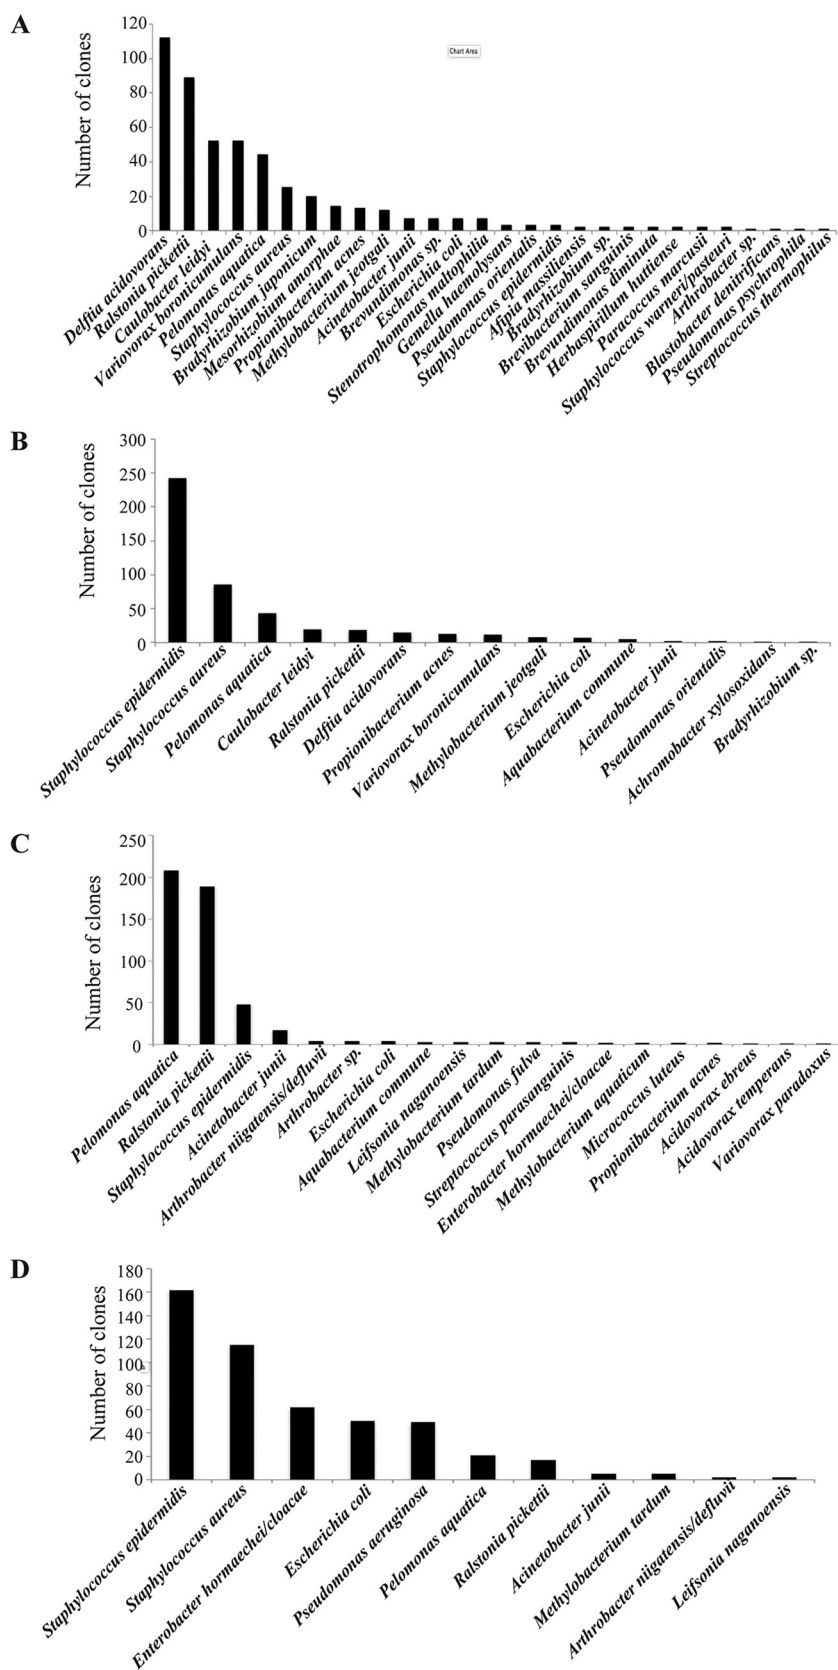 A
Number of clones
120
100
80
60
40
20
0
Chart Area
Delftia acidovorans
Ralstonia pickettii
Caulobacter leidyi
Variovorax boronicumulans
Pelomonas aquatica
Staphylococcus aureus
Bradyrhizobium japonicum
Mesorhizobium amorphae
Propionibacterium acnes
Methylobacterium jeotgali
Acinetobacter junii
Brevundimonas sp.
Escherichia coli
Stenotrophomonas maltophilia
Gemella haemolysans
Pseudomonas orientalis
Staphylococcus epidermidis
Afipia massiliensis
Bradyrhizobium sp.
Brevibacterium sanguinis
Brevundimonas diminuta
Herbaspirillum huttiense
Paracoccus marcusii
Staphylococcus warneri/pasteuri
Arthrobacter sp.
Blastobacter denitrificans
Pseudomonas psychrophila
Streptococcus thermophilus
B
Number of clones
300
250
200
150
100
50
0
Staphylococcus epidermidis
Staphylococcus aureus
Pelomonas aquatica
Caulobacter leidyi
Ralstonia pickettii
Delftia acidovorans
Propionibacterium acnes
Variovorax boronicumulans
Methylobacterium jeotgali
Escherichia coli
Aquabacterium commune
Acinetobacter junii
Pseudomonas orientalis
Achromobacter xylosoxidans
Bradyrhizobium sp.
C
Number of clones
250
200
150
100
50
0
Pelomonas aquatica
Ralstonia pickettii
Staphylococcus epidermidis
Acinetobacter junii
Arthrobacter niigatensis/defluvii
Arthrobacter sp.
Escherichia coli
Aquabacterium commune
Leifsonia naganoensis
Methylobacterium tardum
Pseudomonas fulva
Streptococcus parasanguinis
Enterobacter hormaechei/cloacae
Methylobacterium aquaticum
Micrococcus luteus
Propionibacterium acnes
Acidovorax ebreus
Acidovorax temperans
Variovorax paradoxus
D
Number of clones
180
160
140
120
100
80
60
40
20
0
Staphylococcus epidermidis
Staphylococcus aureus
Enterobacter hormaechei/cloacae
Escherichia coli
Pseudomonas aeruginosa
Pelomonas aquatica
Ralstonia pickettii
Acinetobacter junii
Methylobacterium tardum
Arthrobacter niigatensis/defluvii
Leifsonia naganoensis